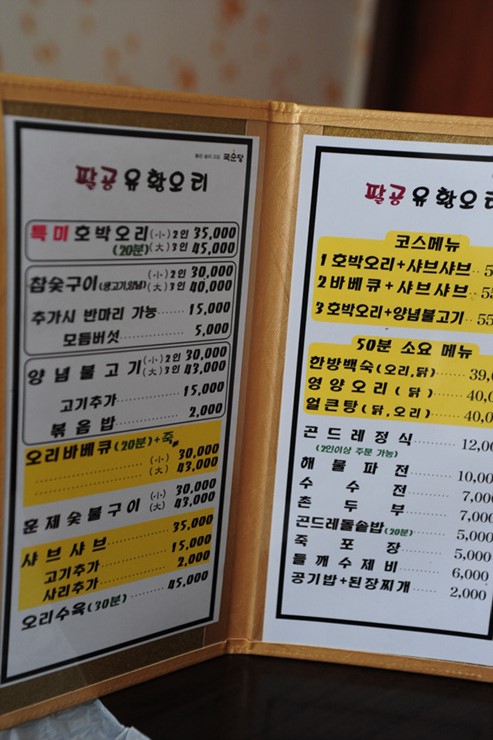 국순당
팔공 유황오리
특미호박오리(小)2인 35,000
(20분)(大)3인 45,000
참숯구이(생고기,양념)(小)2인 30,000
(大)3인 40,000
추가시 반마리 가능 ...... 15,000
모듬버섯 ............ 5,000
양념불고기(小)2인 30,000
(大)3인 43,000
고기추가 ......... 15,000
볶음밥 ............ 2,000
오리바베큐(20분)+죽
(小) 30,000
(大) 43,000
훈제숯불구이(小) 30,000
(大) 43,000
샤브샤브 ............ 35,000
고기추가 ............ 15,000
사리추가 ............ 2,000
오리수육(30분) ......... 45,000
팔공 유황오리
코스메뉴
1 호박오리+샤브샤브
2 바베큐+샤브샤브
3 호박오리+양념불고기
50분 소요 메뉴
한방백숙(오리,닭)
영양오리(닭)
얼큰탕(닭,오리)
곤드레정식 ......... 12,00
(2인이상 주문 가능)
해물파전 ......... 10,000
수수전 ............ 7,000
촌두부 ............ 7,000
곤드레돌솥밥(20분) ...... 5,000
죽포장 ............ 5,000
들깨수제비 ......... 6,000
공기밥+된장찌개 ...... 2,000